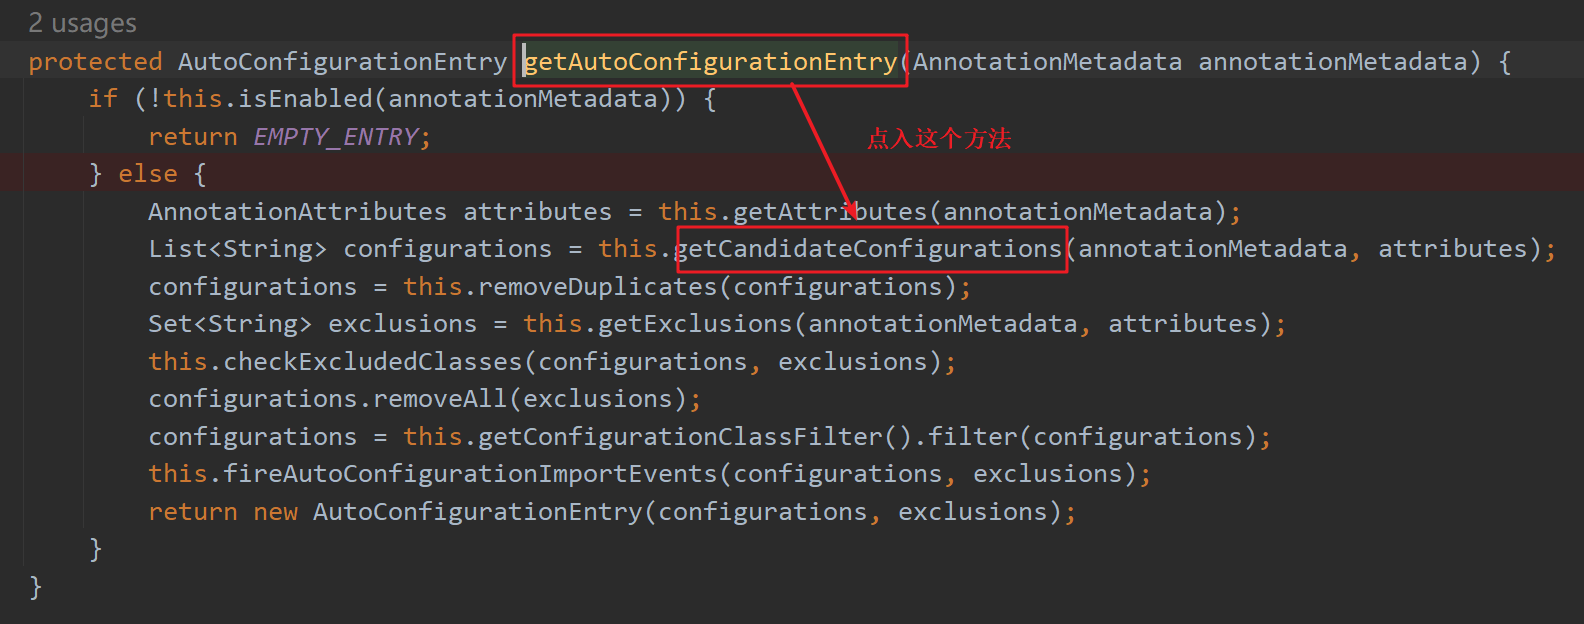 2 usages
protected AutoConfigurationEntry getAutoConfigurationEntry(AnnotationMetadata annotationMetadata) {
if (!this.isEnabled(annotationMetadata)) {
return EMPTY_ENTRY;
点入这个方法
} else {
AnnotationAttributes attributes = this.getAttributes(annotationMetadata);
List<String> configurations = this.getCandidateConfigurations(annotationMetadata, attributes);
configurations = this.removeDuplicates(configurations);
Set<String> exclusions = this.getExclusions(annotationMetadata, attributes);
this.checkExcludedClasses(configurations, exclusions);
configurations.removeAll(exclusions);
configurations = this.getConfigurationClassFilter().filter(configurations);
this.fireAutoConfigurationImportEvents(configurations, exclusions);
return new AutoConfigurationEntry(configurations, exclusions);
}
}